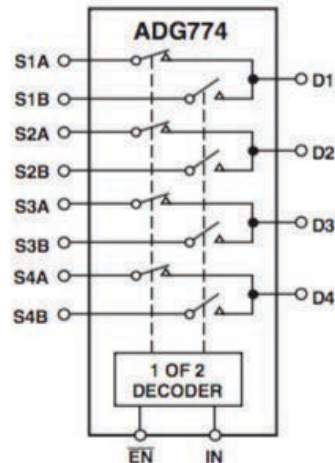 ADG774
S1A
D1
S1B
S2A
D2
S2B
S3A
D3
S3B
S4A
D4
S4B
1 OF 2
DECODER
EN IN